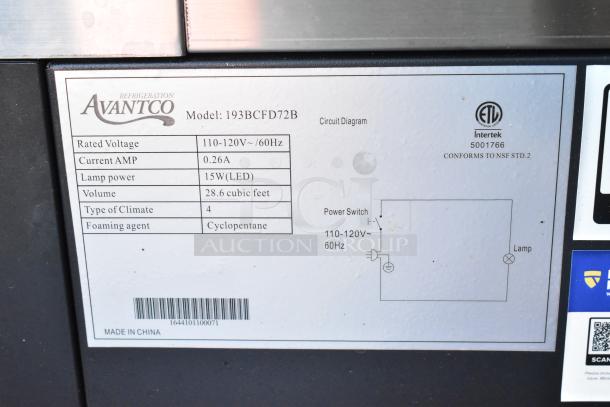 REFRIGERATION
AVANTCO
Model: 193BCFD72B
Rated Voltage 110-120V~/60Hz
Current AMP 0.26A
Lamp power 15W(LED)
Volume 28.6 cubic feet
Type of Climate 4
Foaming agent Cyclopentane
1644101100071
MADE IN CHINA
Circuit Diagram
ETL
Intertek
5001766
CONFORMS TO NSF STD.2
Power Switch
110-120V~
60Hz
Lamp
PCI
AUCTION GROUP
SCAN